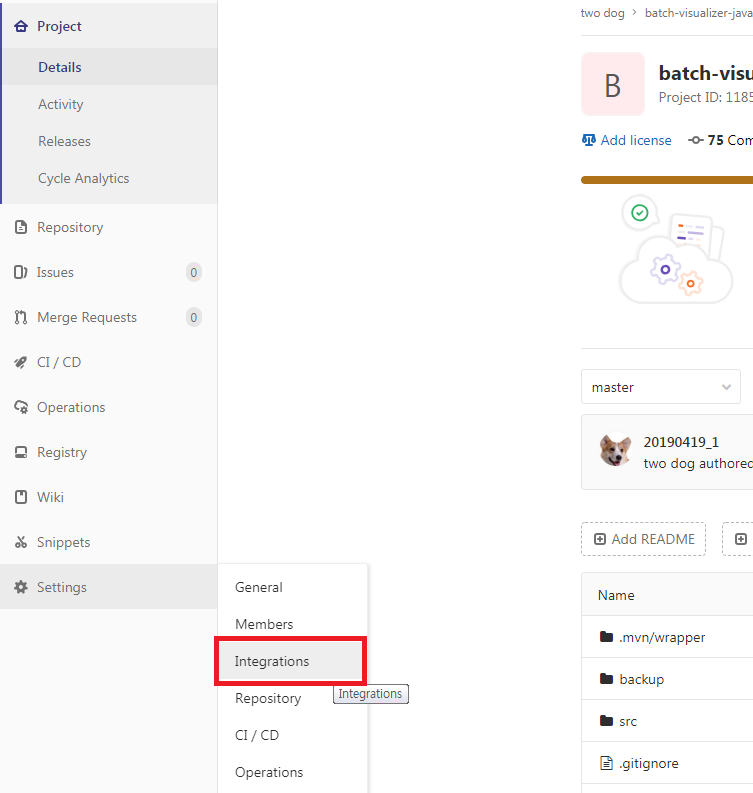 Project
Details
Activity
Releases
Cycle Analytics
Repository
Issues 0
Merge Requests 0
CI / CD
Operations
Registry
Wiki
Snippets
Settings
General
Members
Integrations
Integrations
Repository
CI / CD
Operations
two dog > batch-visualizer-java
B
batch-visu
Project ID: 1185
Add license 75 Com
master
20190419_1
two dog authored
Add README
Name
.mvn/wrapper
backup
src
.gitignore